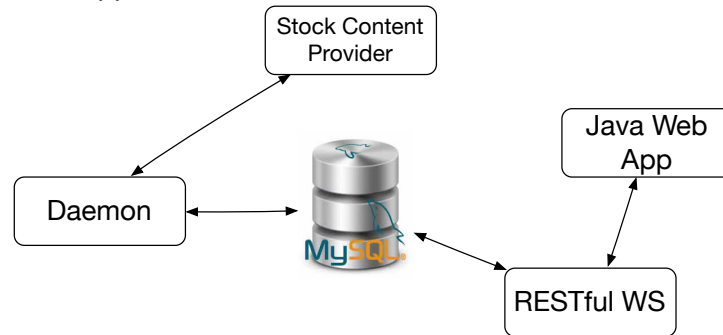 Stock Content
Provider
Java Web
App
Daemon
MySQL
RESTful WS